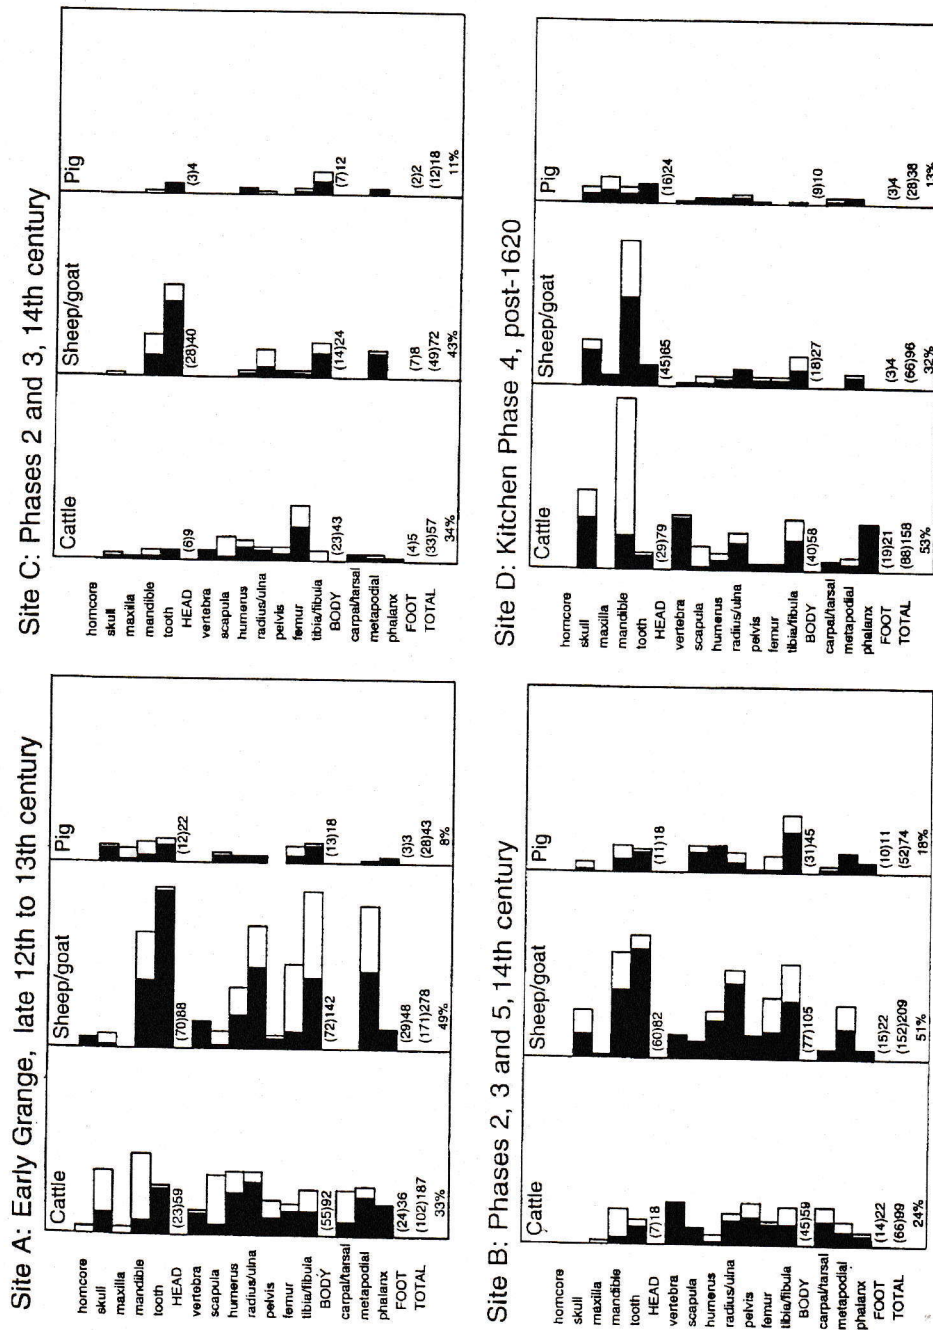 Site A: Early Grange, late 12th to 13th century
Cattle Sheep/goat Pig
horncore
skull
maxilla
mandible
tooth
HEAD (23)59 (70)88 (12)22
vertebra
scapula
humerus
radius/ulna
pelvis
femur
tibia/fibula
BODY (55)92 (72)142 (13)18
carpal/tarsal
metapodial
phalanx
FOOT (24)36 (29)48 (3)3
TOTAL (102)187 (171)278 (28)43
33% 49% 8%
Site C: Phases 2 and 3, 14th century
Cattle Sheep/goat Pig
horncore
skull
maxilla
mandible
tooth
HEAD (6)9 (28)40 (3)4
vertebra
scapula
humerus
radius/ulna
pelvis
femur
tibia/fibula
BODY (23)43 (14)24 (7)12
carpal/tarsal
metapodial
phalanx
FOOT (4)5 (7)8 (2)2
TOTAL (33)57 (49)72 (12)18
34% 43% 11%
Site B: Phases 2, 3 and 5, 14th century
Cattle Sheep/goat Pig
horncore
skull
maxilla
mandible
tooth
HEAD (7)18 (60)82 (11)18
vertebra
scapula
humerus
radius/ulna
pelvis
femur
tibia/fibula
BODY (45)59 (77)105 (31)45
carpal/tarsal
metapodial
phalanx
FOOT (14)22 (15)22 (10)11
TOTAL (66)99 (152)209 (52)74
24% 51% 18%
Site D: Kitchen Phase 4, post-1620
Cattle Sheep/goat Pig
horncore
skull
maxilla
mandible
tooth
HEAD (29)79 (45)65 (16)24
vertebra
scapula
humerus
radius/ulna
pelvis
femur
tibia/fibula
BODY (40)58 (18)27 (9)10
carpal/tarsal
metapodial
phalanx
FOOT (19)21 (3)4 (3)4
TOTAL (88)158 (66)96 (28)38
53% 32% 13%